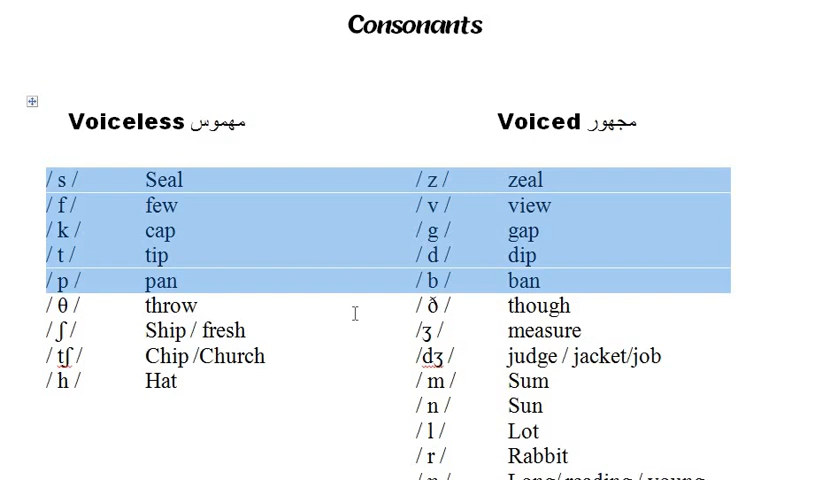 Consonants
Voiceless مهموس Voiced مجهور
/ s / Seal / z / zeal
/ f / few / v / view
/ k / cap / g / gap
/ t / tip / d / dip
/ p / pan / b / ban
/ θ / throw / ð / though
/ ʃ / Ship / fresh /ʒ / measure
/ tʃ / Chip /Church /dʒ / judge / jacket/job
/ h / Hat / m / Sum
/ n / Sun
/ l / Lot
/ r / Rabbit